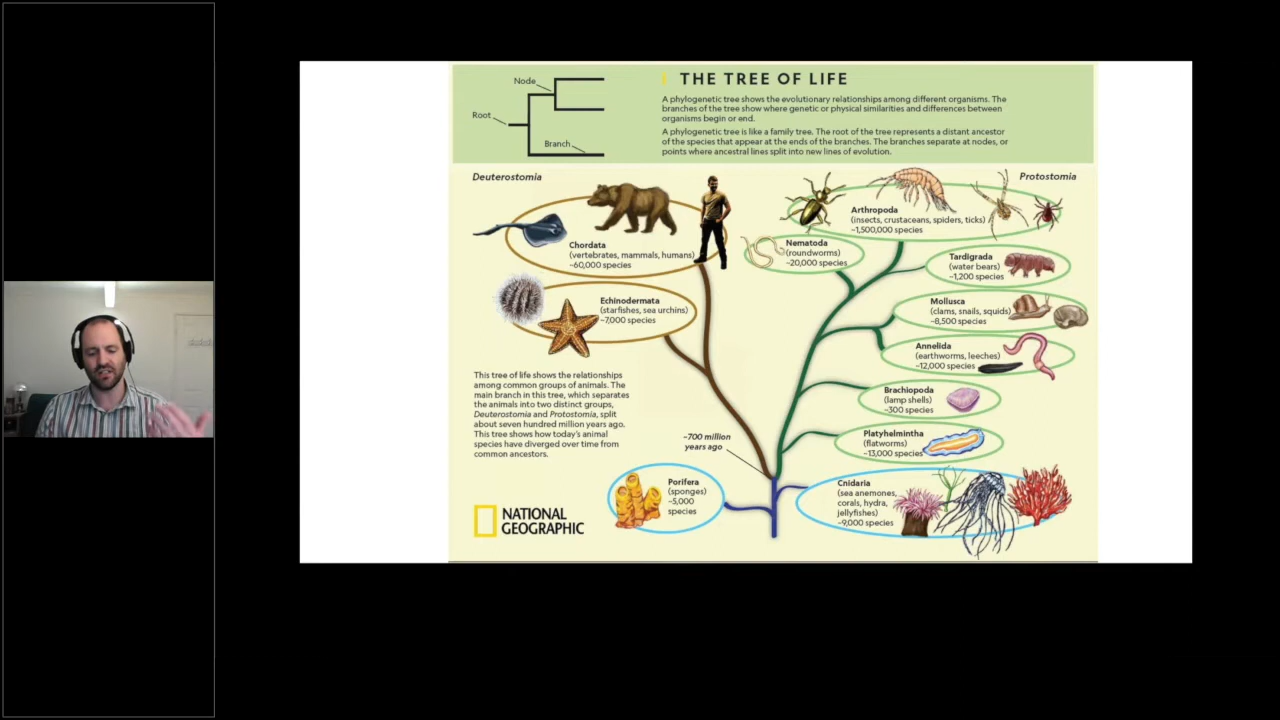 Node
Root
Branch
THE TREE OF LIFE
A phylogenetic tree shows the evolutionary relationships among different organisms. The
branches of the tree show where genetic or physical similarities and differences between
organisms begin or end.
A phylogenetic tree is like a family tree. The root of the tree represents a distant ancestor
of the species that appear at the ends of the branches. The branches separate at nodes, or
points where ancestral lines split into new lines of evolution.
Deuterostomia
Protostomia
Chordata
(vertebrates, mammals, humans)
~60,000 species
Echinodermata
(starfishes, sea urchins)
~7,000 species
Arthropoda
(insects, crustaceans, spiders, ticks)
~1,500,000 species
Nematoda
(roundworms)
~20,000 species
Tardigrada
(water bears)
~1,200 species
Mollusca
(clams, snails, squids)
~8,500 species
Annelida
(earthworms, leeches)
~12,000 species
Brachiopoda
(lamp shells)
~300 species
Platyhelmintha
(flatworms)
~13,000 species
This tree of life shows the relationships
among common groups of animals. The
main branch in this tree, which separates
the animals into two distinct groups,
Deuterostomia and Protostomia, split
about seven hundred million years ago.
This tree shows how today's animal
species have diverged over time from
common ancestors.
~700 million
years ago
Porifera
(sponges)
~5,000
species
Cnidaria
(sea anemones,
corals, hydra,
jellyfishes)
~9,000 species
NATIONAL
GEOGRAPHIC